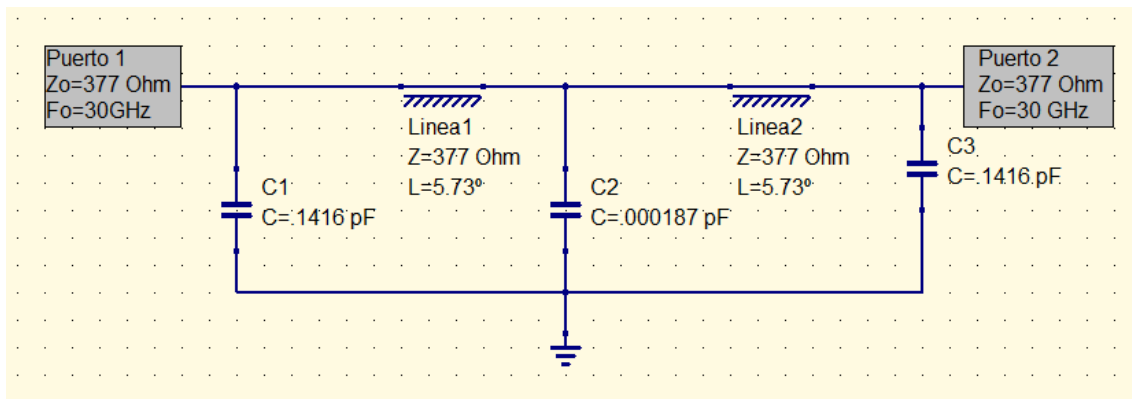 Puerto 1
Zo=377 Ohm
Fo=30GHz
Linea1
Z=377 Ohm
L=5.73º
C1
C=.1416 pF
C2
C=.000187 pF
Linea2
Z=377 Ohm
L=5.73º
Puerto 2
Zo=377 Ohm
Fo=30 GHz
C3
C=.1416 pF